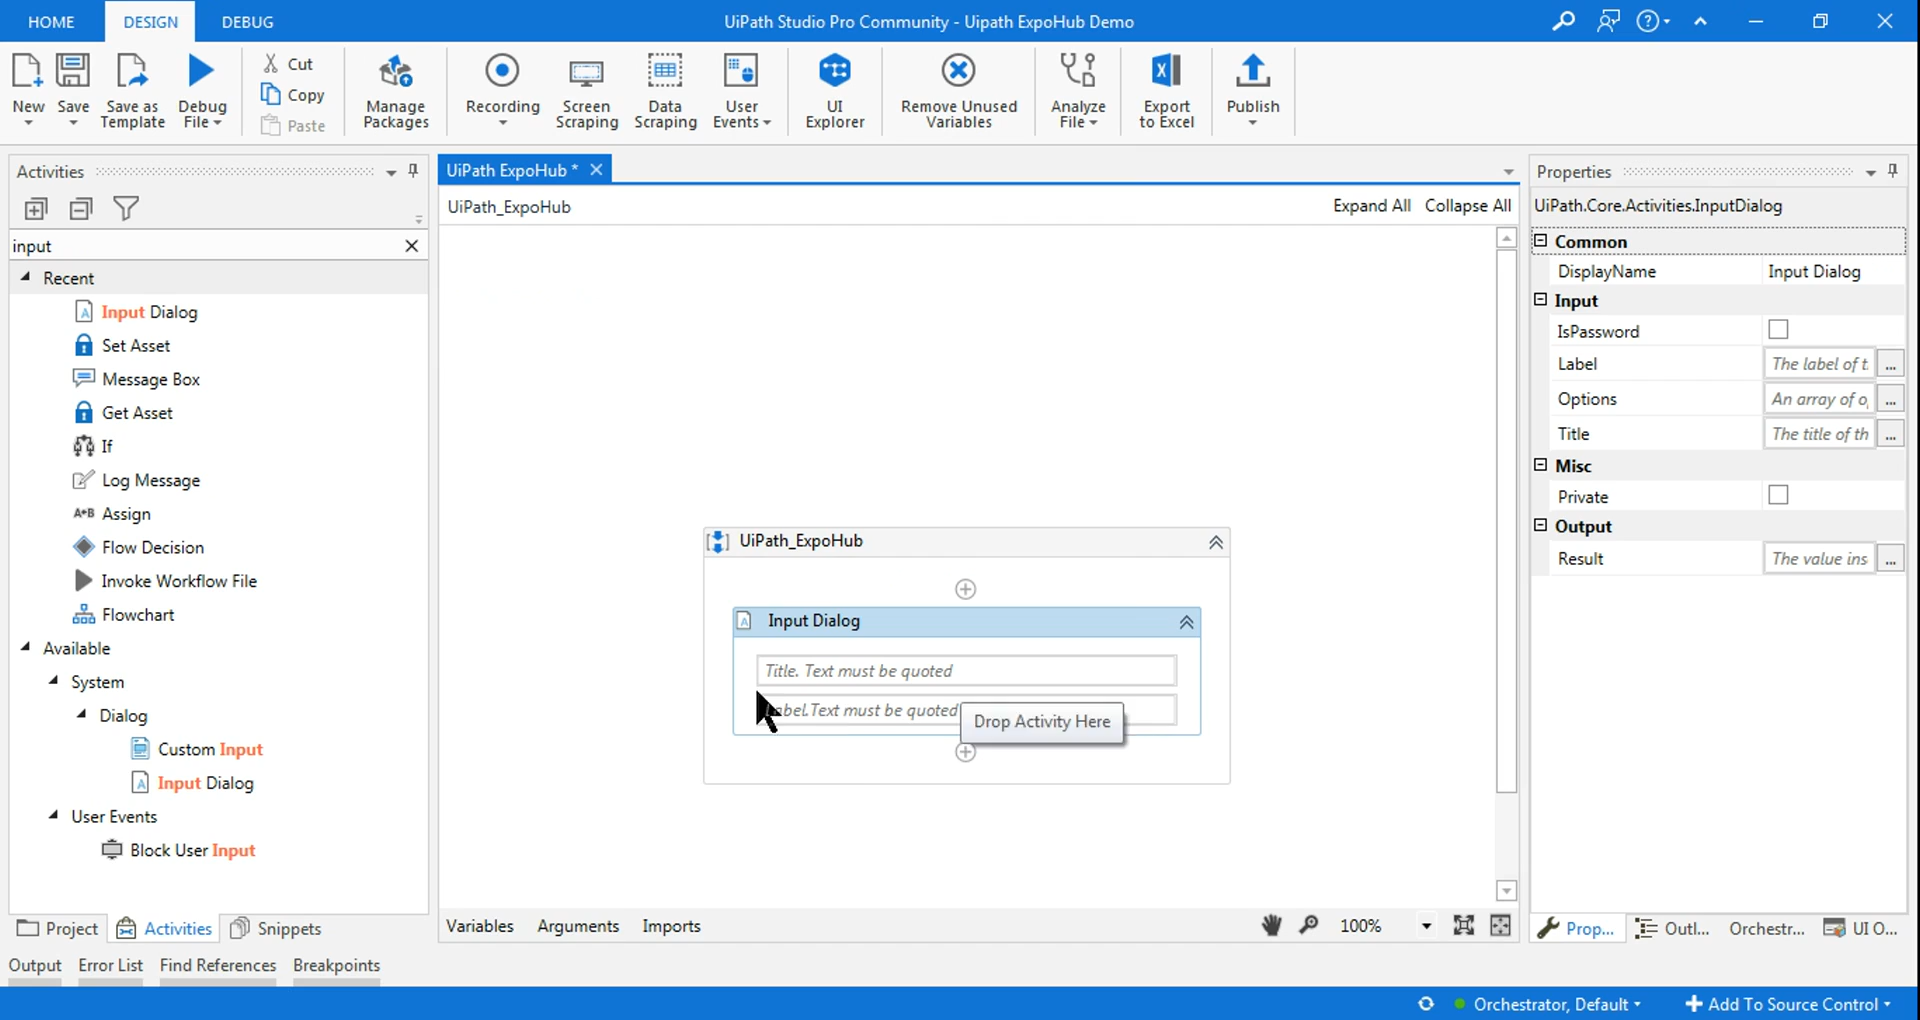 HOME DESIGN DEBUG UiPath Studio Pro Community - Uipath ExpoHub Demo
New Save Save as Template Debug File
Cut
Copy
Paste
Manage Packages
Recording Screen Scraping Data Scraping User Events
UI Explorer
Remove Unused Variables
Analyze File
Export to Excel
Publish
Activities
input
Recent
Input Dialog
Set Asset
Message Box
Get Asset
If
A+B Assign
Log Message
Flow Decision
Invoke Workflow File
Flowchart
Available
System
Dialog
Custom Input
Input Dialog
User Events
Block User Input
Project Activities Snippets
UiPath ExpoHub *
UiPath_ExpoHub Expand All Collapse All
UiPath_ExpoHub
Input Dialog
Title. Text must be quoted
Text must be quoted
Drop Activity Here
Variables Arguments Imports 100%
Properties
UiPath.Core.Activities.InputDialog
Common
DisplayName Input Dialog
Input
IsPassword
Label The label of t. ...
Options An array of o, ...
Title The title of th ...
Misc
Private
Output
Result The value ins ...
Prop... Outl... Orchestr... UI O...
Output Error List Find References Breakpoints
Orchestrator, Default Add To Source Control